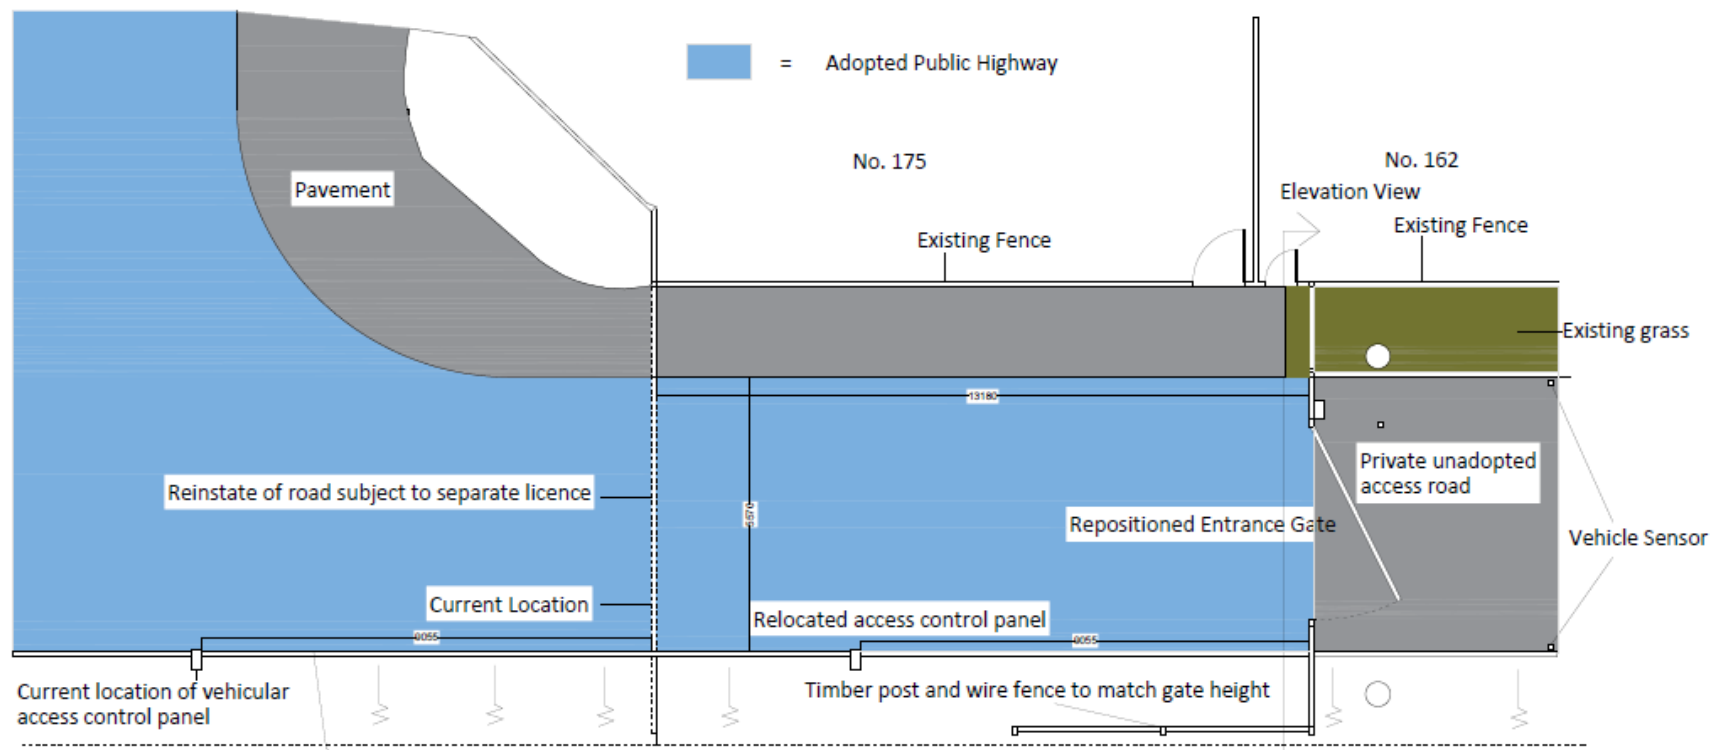 = Adopted Public Highway
No. 175
No. 162
Elevation View
Pavement
Existing Fence
Existing Fence
Existing grass
13180
Private unadopted
access road
Reinstate of road subject to separate licence
Repositioned Entrance Gate
Vehicle Sensor
Current Location
Relocated access control panel
6055
6055
Current location of vehicular
access control panel
Timber post and wire fence to match gate height